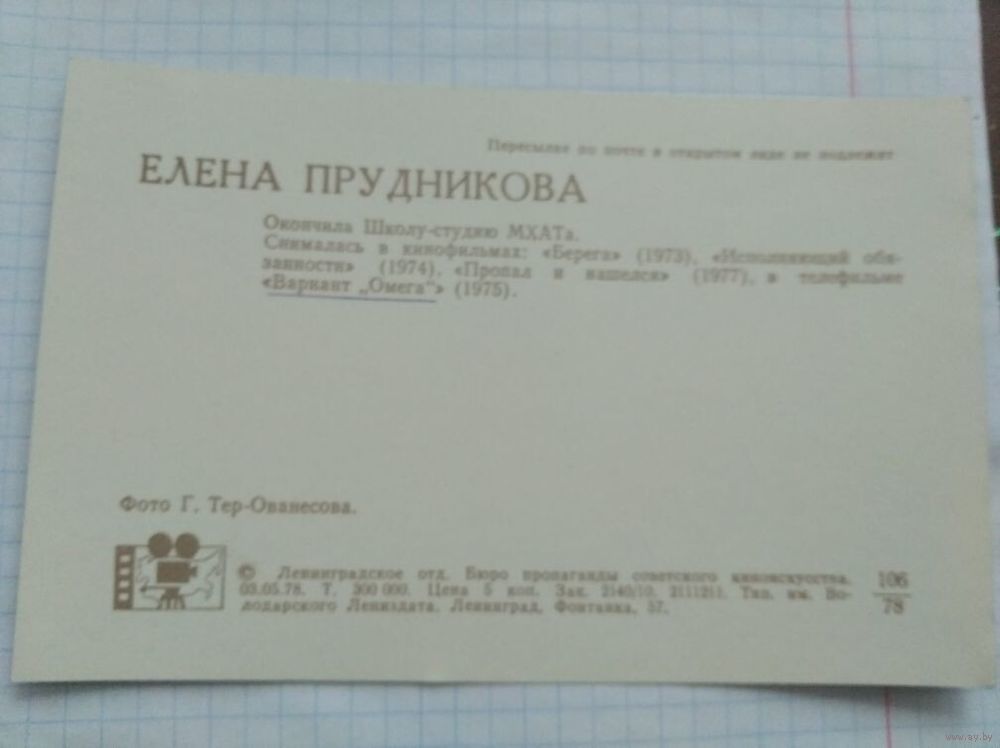 Пересылке по почте в открытом виде не подлежит
ЕЛЕНА ПРУДНИКОВА
Окончила Школу-студию МХАТа.
Снималась в кинофильмах: «Берега» (1973), «Исполняющий обя-
занности» (1974), «Пропал и нашелся» (1977), в телефильме
«Вариант „Омега“» (1975).
Фото Г. Тер-Ованесова.
© Ленинградское отд. Бюро пропаганды советского киноискусства.
03.05.78. Т. 300 000. Цена 5 коп. Зак. 2140/10. 2111211. Тип. им. Во-
лодарского Лениздата. Ленинград, Фонтанка, 57.
106
78
www.ay.by